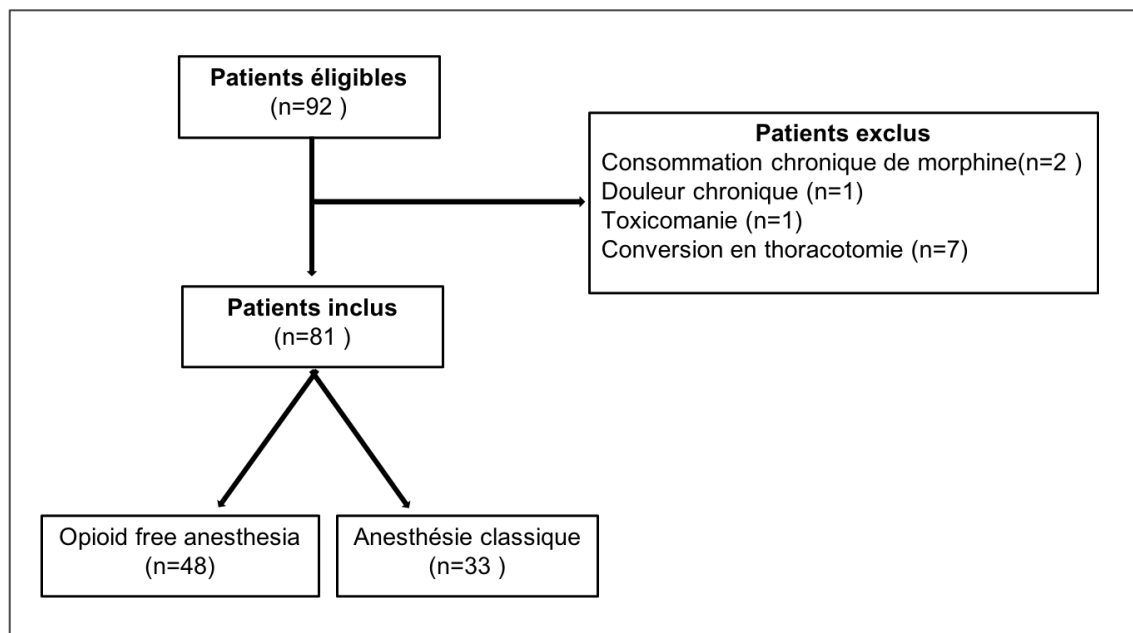 Patients éligibles
(n=92 )
Patients exclus
Consommation chronique de morphine(n=2 )
Douleur chronique (n=1)
Toxicomanie (n=1)
Conversion en thoracotomie (n=7)
Patients inclus
(n=81 )
Opioid free anesthesia
(n=48)
Anesthésie classique
(n=33 )